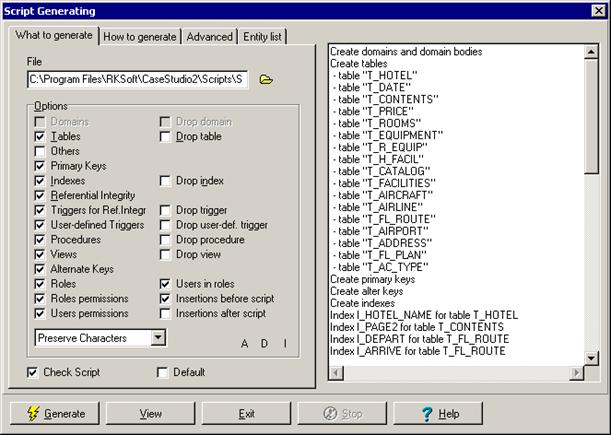 Script Generating
What to generate
How to generate
Advanced
Entity list
File
C:\Program Files\RKSoft\CaseStudio2\Scripts\S
Options
Domains
Drop domain
Tables
Drop table
Others
Primary Keys
Indexes
Drop index
Referential Integrity
Triggers for Ref.Integr
Drop trigger
User-defined Triggers
Drop user-def. trigger
Procedures
Drop procedure
Views
Drop view
Alternate Keys
Roles
Users in roles
Roles permissions
Insertions before script
Users permissions
Insertions after script
Preserve Characters
A D I
Check Script
Default
Create domains and domain bodies
Create tables
- table "T_HOTEL"
- table "T_DATE"
- table "T_CONTENTS"
- table "T_PRICE"
- table "T_ROOMS"
- table "T_EQUIPMENT"
- table "T_R_EQUIP"
- table "T_H_FACIL"
- table "T_CATALOG"
- table "T_FACILITIES"
- table "T_AIRCRAFT"
- table "T_AIRLINE"
- table "T_FL_ROUTE"
- table "T_AIRPORT"
- table "T_ADDRESS"
- table "T_FL_PLAN"
- table "T_AC_TYPE"
Create primary keys
Create alter keys
Create indexes
Index I_HOTEL_NAME for table T_HOTEL
Index I_PAGE2 for table T_CONTENTS
Index I_DEPART for table T_FL_ROUTE
Index I_ARRIVE for table T_FL_ROUTE
Generate
View
Exit
Stop
Help